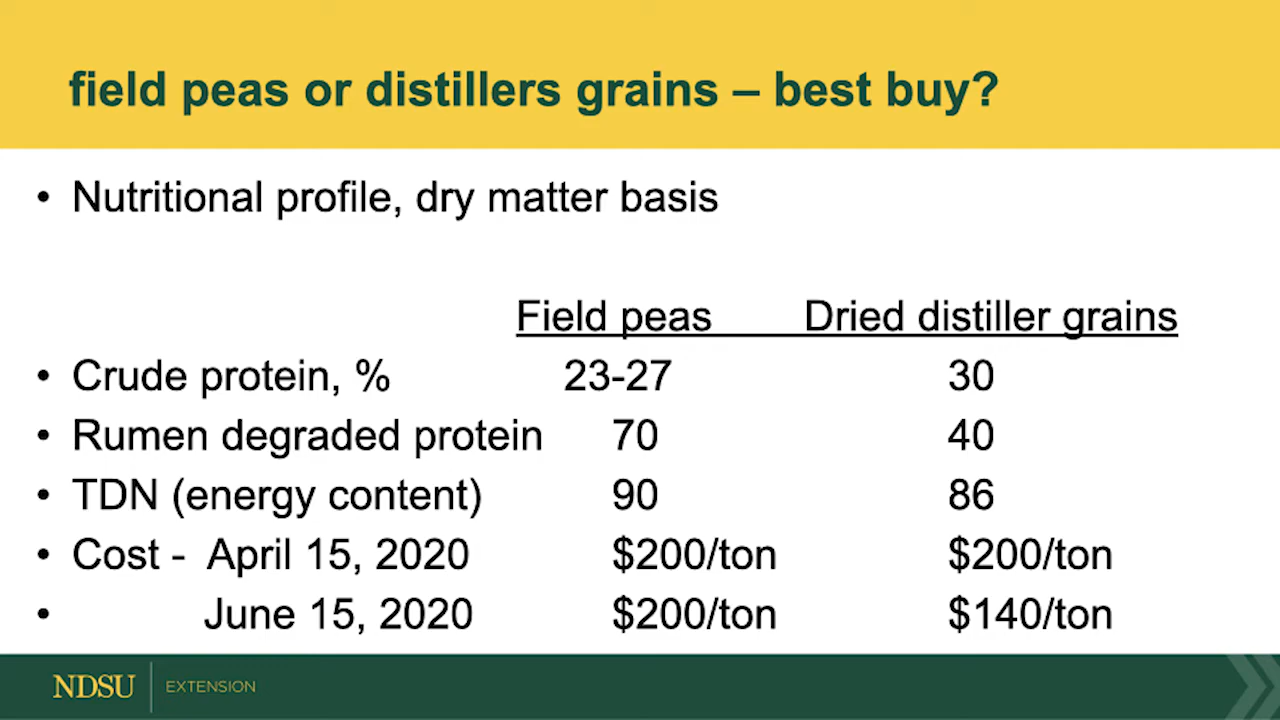 field peas or distillers grains – best buy?
• Nutritional profile, dry matter basis
Field peas Dried distiller grains
• Crude protein, % 23-27 30
• Rumen degraded protein 70 40
• TDN (energy content) 90 86
• Cost - April 15, 2020 $200/ton $200/ton
• June 15, 2020 $200/ton $140/ton
NDSU EXTENSION